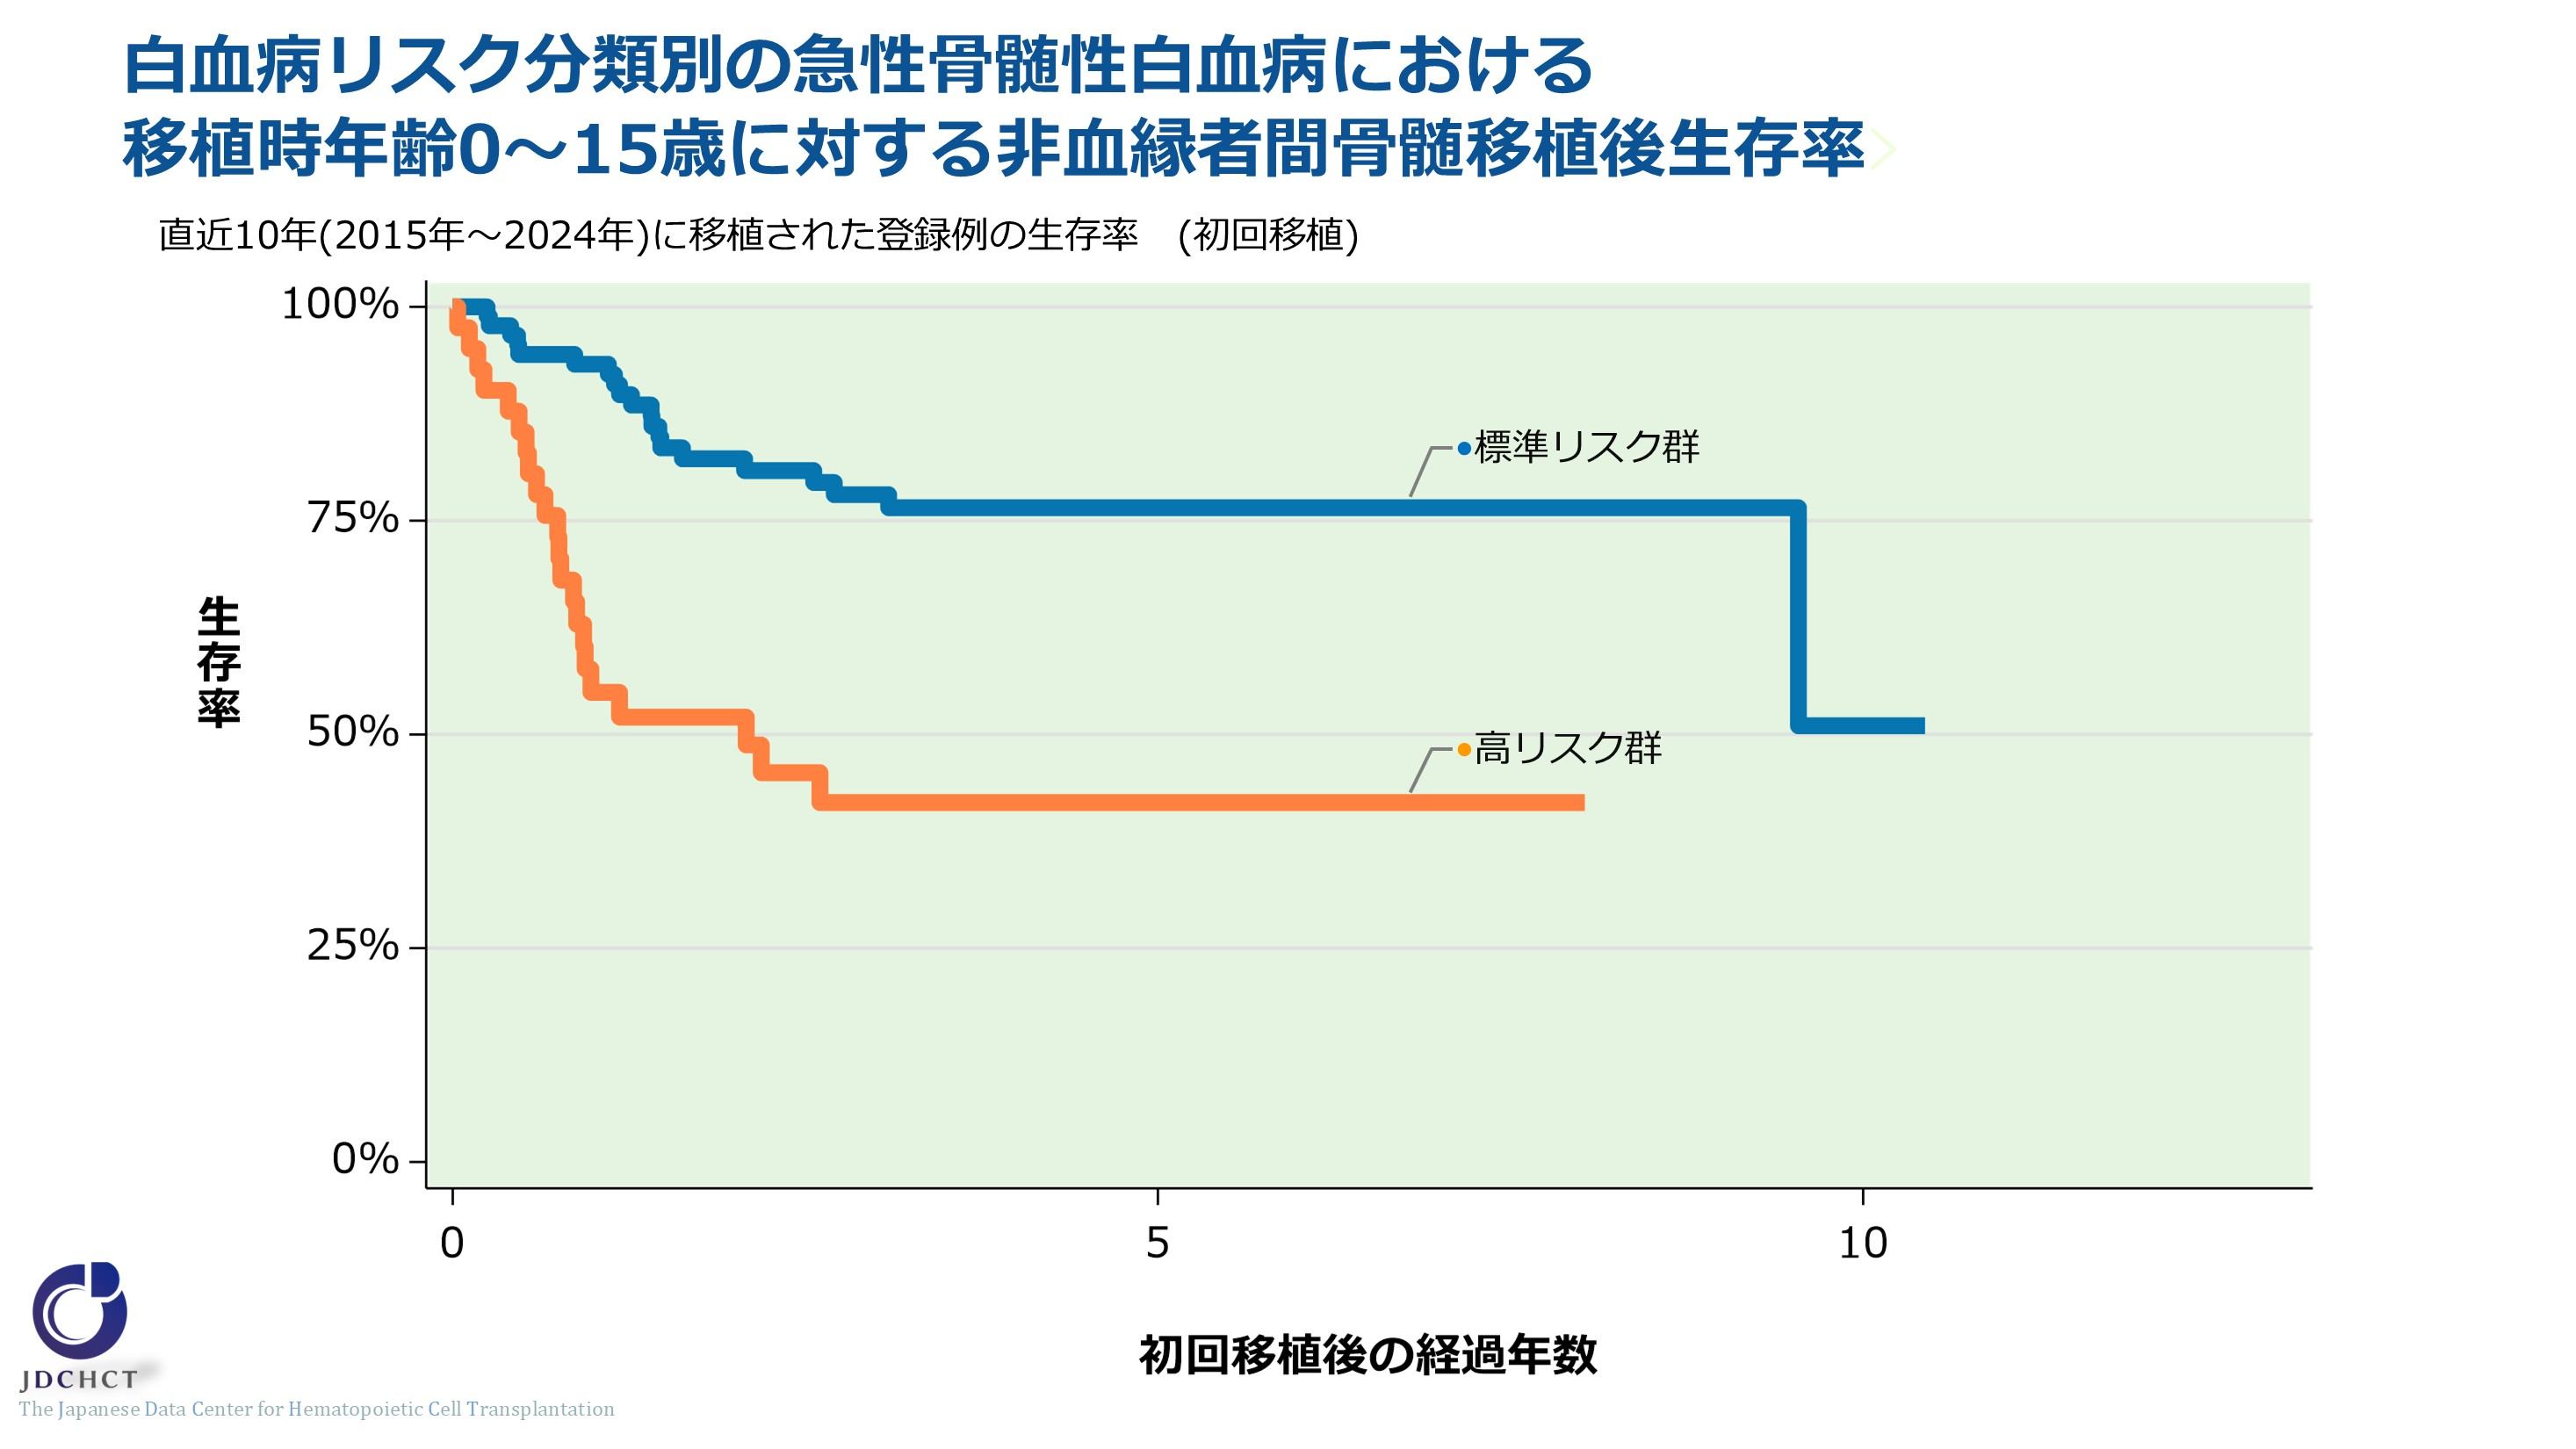 白血病リスク分類別の急性骨髄性白血病における
移植時年齢0～15歳に対する非血縁者間骨髄移植後生存率
直近10年(2015年～2024年)に移植された登録例の生存率　(初回移植)
100%
75%
50%
25%
0%
生存率
標準リスク群
高リスク群
0
5
10
初回移植後の経過年数
JDCHCT
The Japanese Data Center for Hematopoietic Cell Transplantation